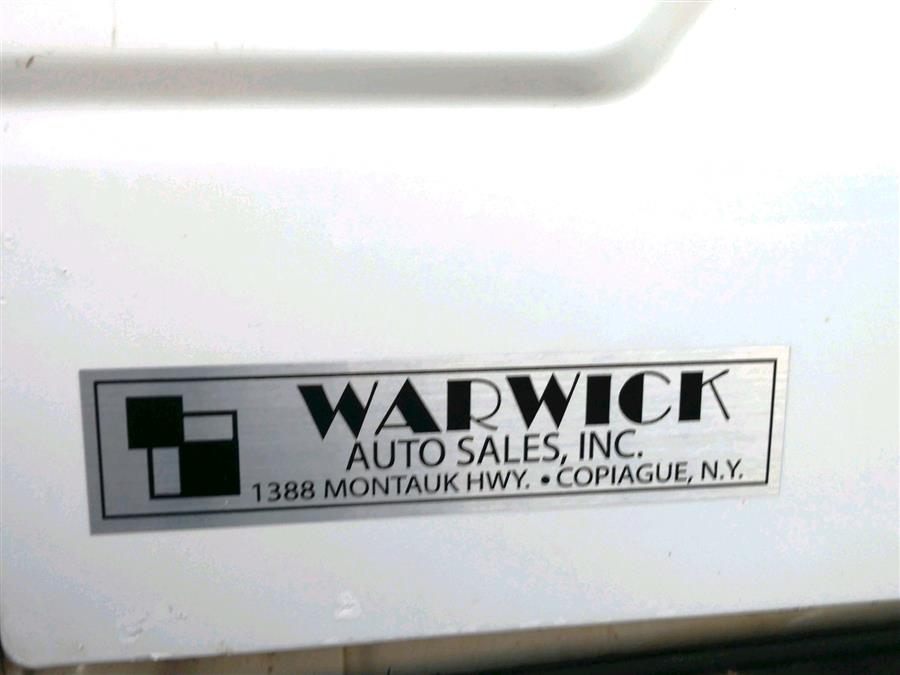 WARWICK
AUTO SALES, INC.
1388 MONTAUK HWY. • COPIAGUE, N.Y.